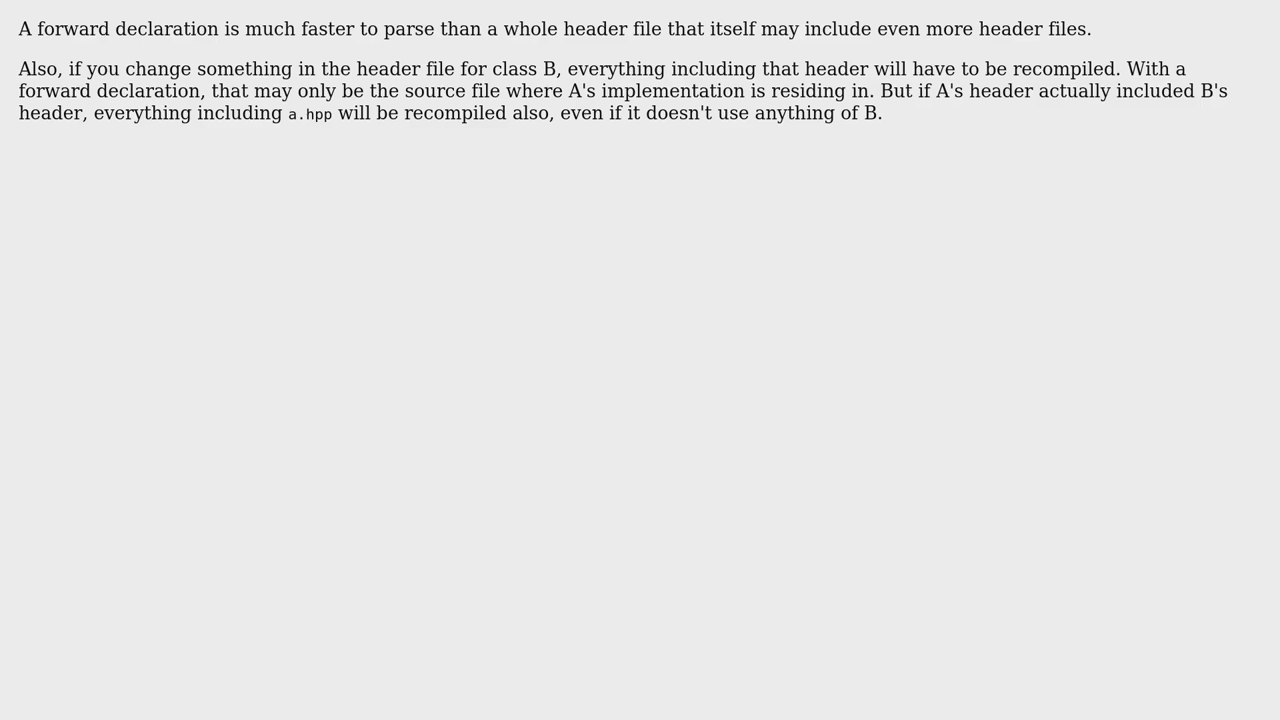 A forward declaration is much faster to parse than a whole header file that itself may include even more header files.
Also, if you change something in the header file for class B, everything including that header will have to be recompiled. With a
forward declaration, that may only be the source file where A's implementation is residing in. But if A's header actually included B's
header, everything including a.hpp will be recompiled also, even if it doesn't use anything of B.